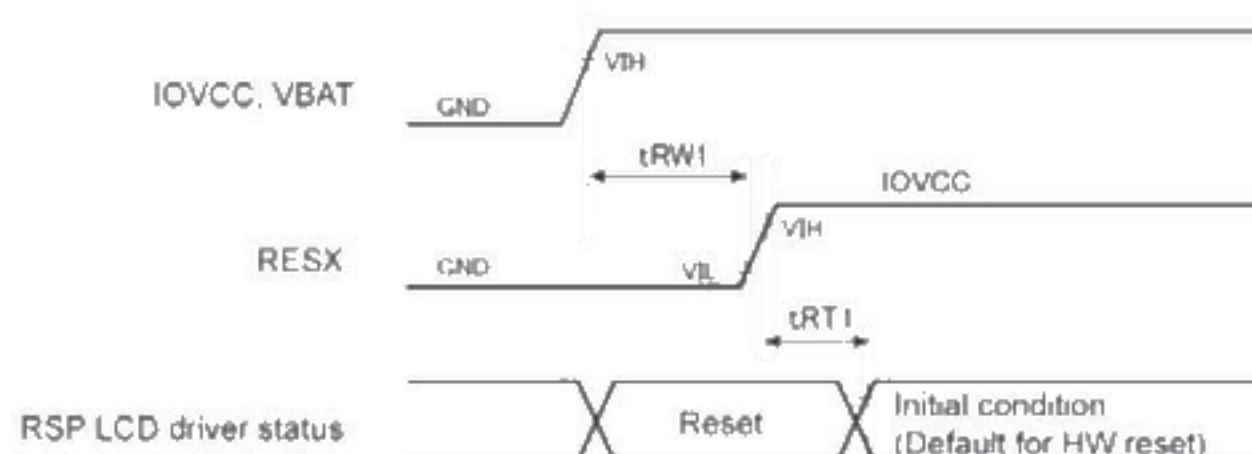 VIH
IOVCC, VBAT
GND
tRW1
IOVCC
VIH
RESX
GND
VIL
tRT1
RSP LCD driver status
Reset
Initial condition
(Default for HW reset)